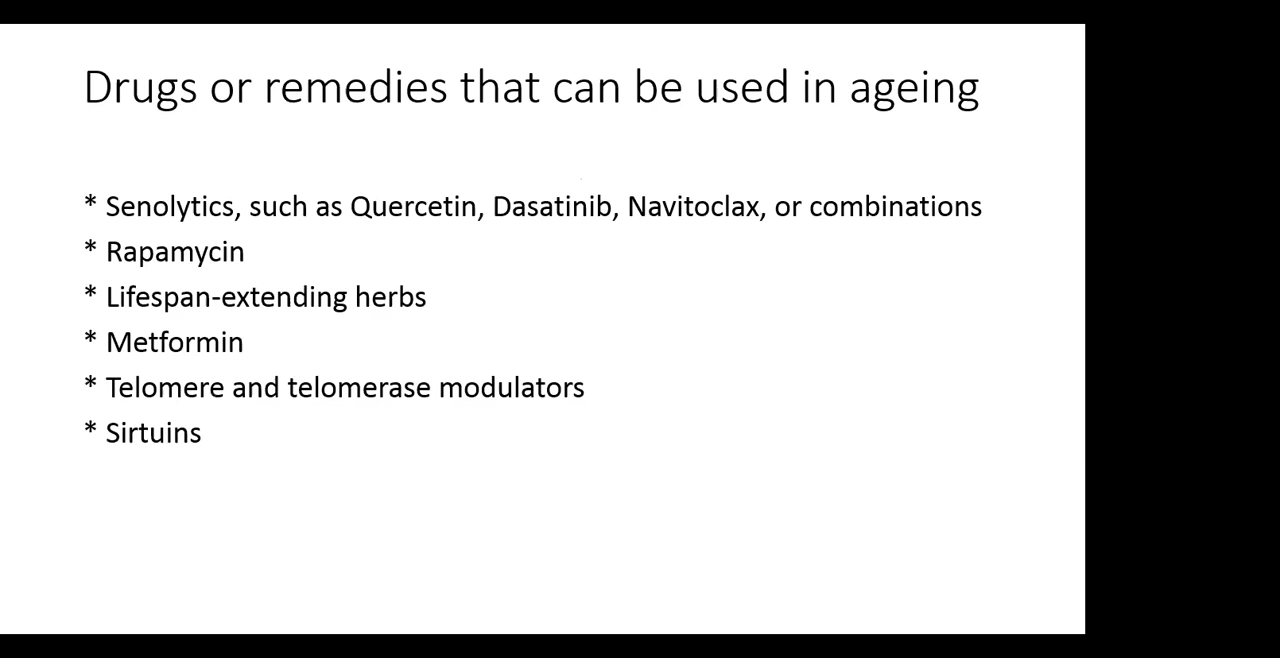 Drugs or remedies that can be used in ageing
* Senolytics, such as Quercetin, Dasatinib, Navitoclax, or combinations
* Rapamycin
* Lifespan-extending herbs
* Metformin
* Telomere and telomerase modulators
* Sirtuins